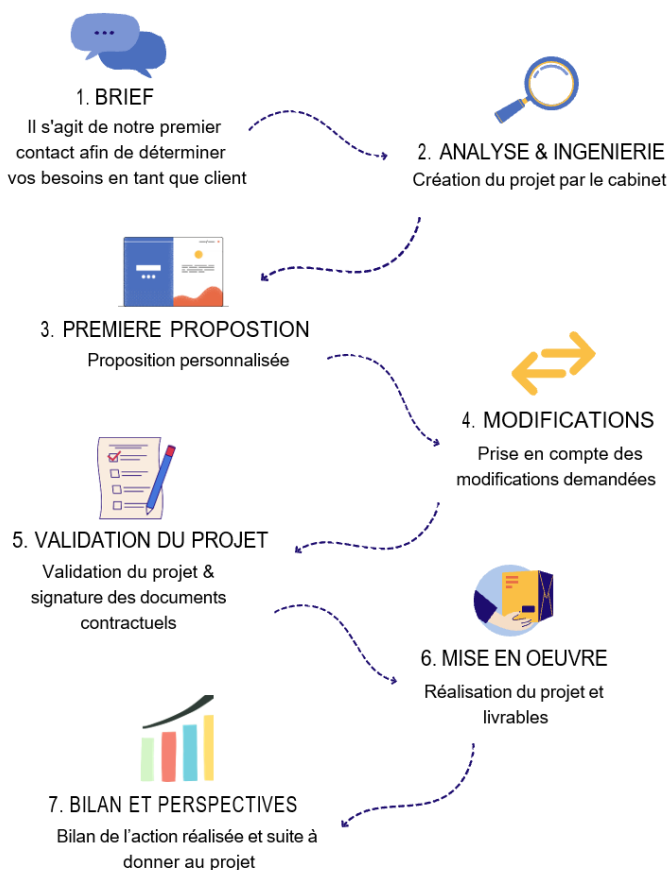 1. BRIEF
Il s'agit de notre premier
contact afin de déterminer
vos besoins en tant que client
2. ANALYSE & INGENIERIE
Création du projet par le cabinet
3. PREMIERE PROPOSTION
Proposition personnalisée
4. MODIFICATIONS
Prise en compte des
modifications demandées
5. VALIDATION DU PROJET
Validation du projet &
signature des documents
contractuels
6. MISE EN OEUVRE
Réalisation du projet et
livrables
7. BILAN ET PERSPECTIVES
Bilan de l’action réalisée et suite à
donner au projet